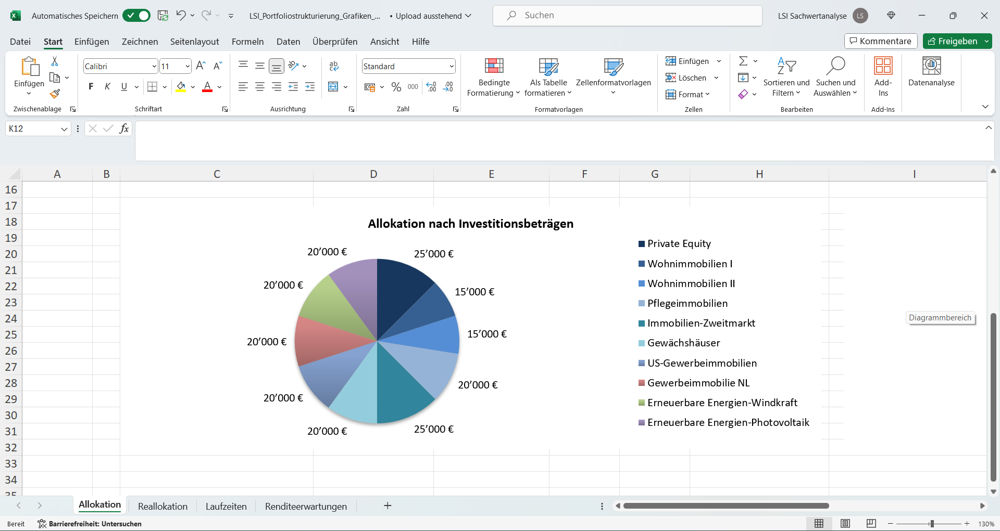 Automatisches Speichern
LSI_Portfoliostrukturierung_Grafiken_... • Upload ausstehend
Suchen
LSI Sachwertanalyse LS
Datei Start Einfügen Zeichnen Seitenlayout Formeln Daten Überprüfen Ansicht Hilfe
Kommentare Freigeben
Einfügen
Zwischenablage
Calibri 11
F K U
Schriftart
Ausrichtung
Standard
% 000
Zahl
Bedingte Formatierung
Als Tabelle formatieren
Zellenformatvorlagen
Formatvorlagen
Einfügen
Löschen
Format
Zellen
Sortieren und Filtern
Suchen und Auswählen
Bearbeiten
Add-Ins
Add-Ins
Datenanalyse
K12
fx
A B C D E F G H I
16
17
18
19
20
21
22
23
24
25
26
27
28
29
30
31
32
33
34
35
Allokation nach Investitionsbeträgen
25’000 €
15’000 €
15’000 €
20’000 €
25’000 €
20’000 €
20’000 €
20’000 €
20’000 €
20’000 €
Private Equity
Wohnimmobilien I
Wohnimmobilien II
Pflegeimmobilien
Immobilien-Zweitmarkt
Gewächshäuser
US-Gewerbeimmobilien
Gewerbeimmobilie NL
Erneuerbare Energien-Windkraft
Erneuerbare Energien-Photovoltaik
Diagrammbereich
Allokation Reallokation Laufzeiten Renditeerwartungen
Bereit Barrierefreiheit: Untersuchen
130%